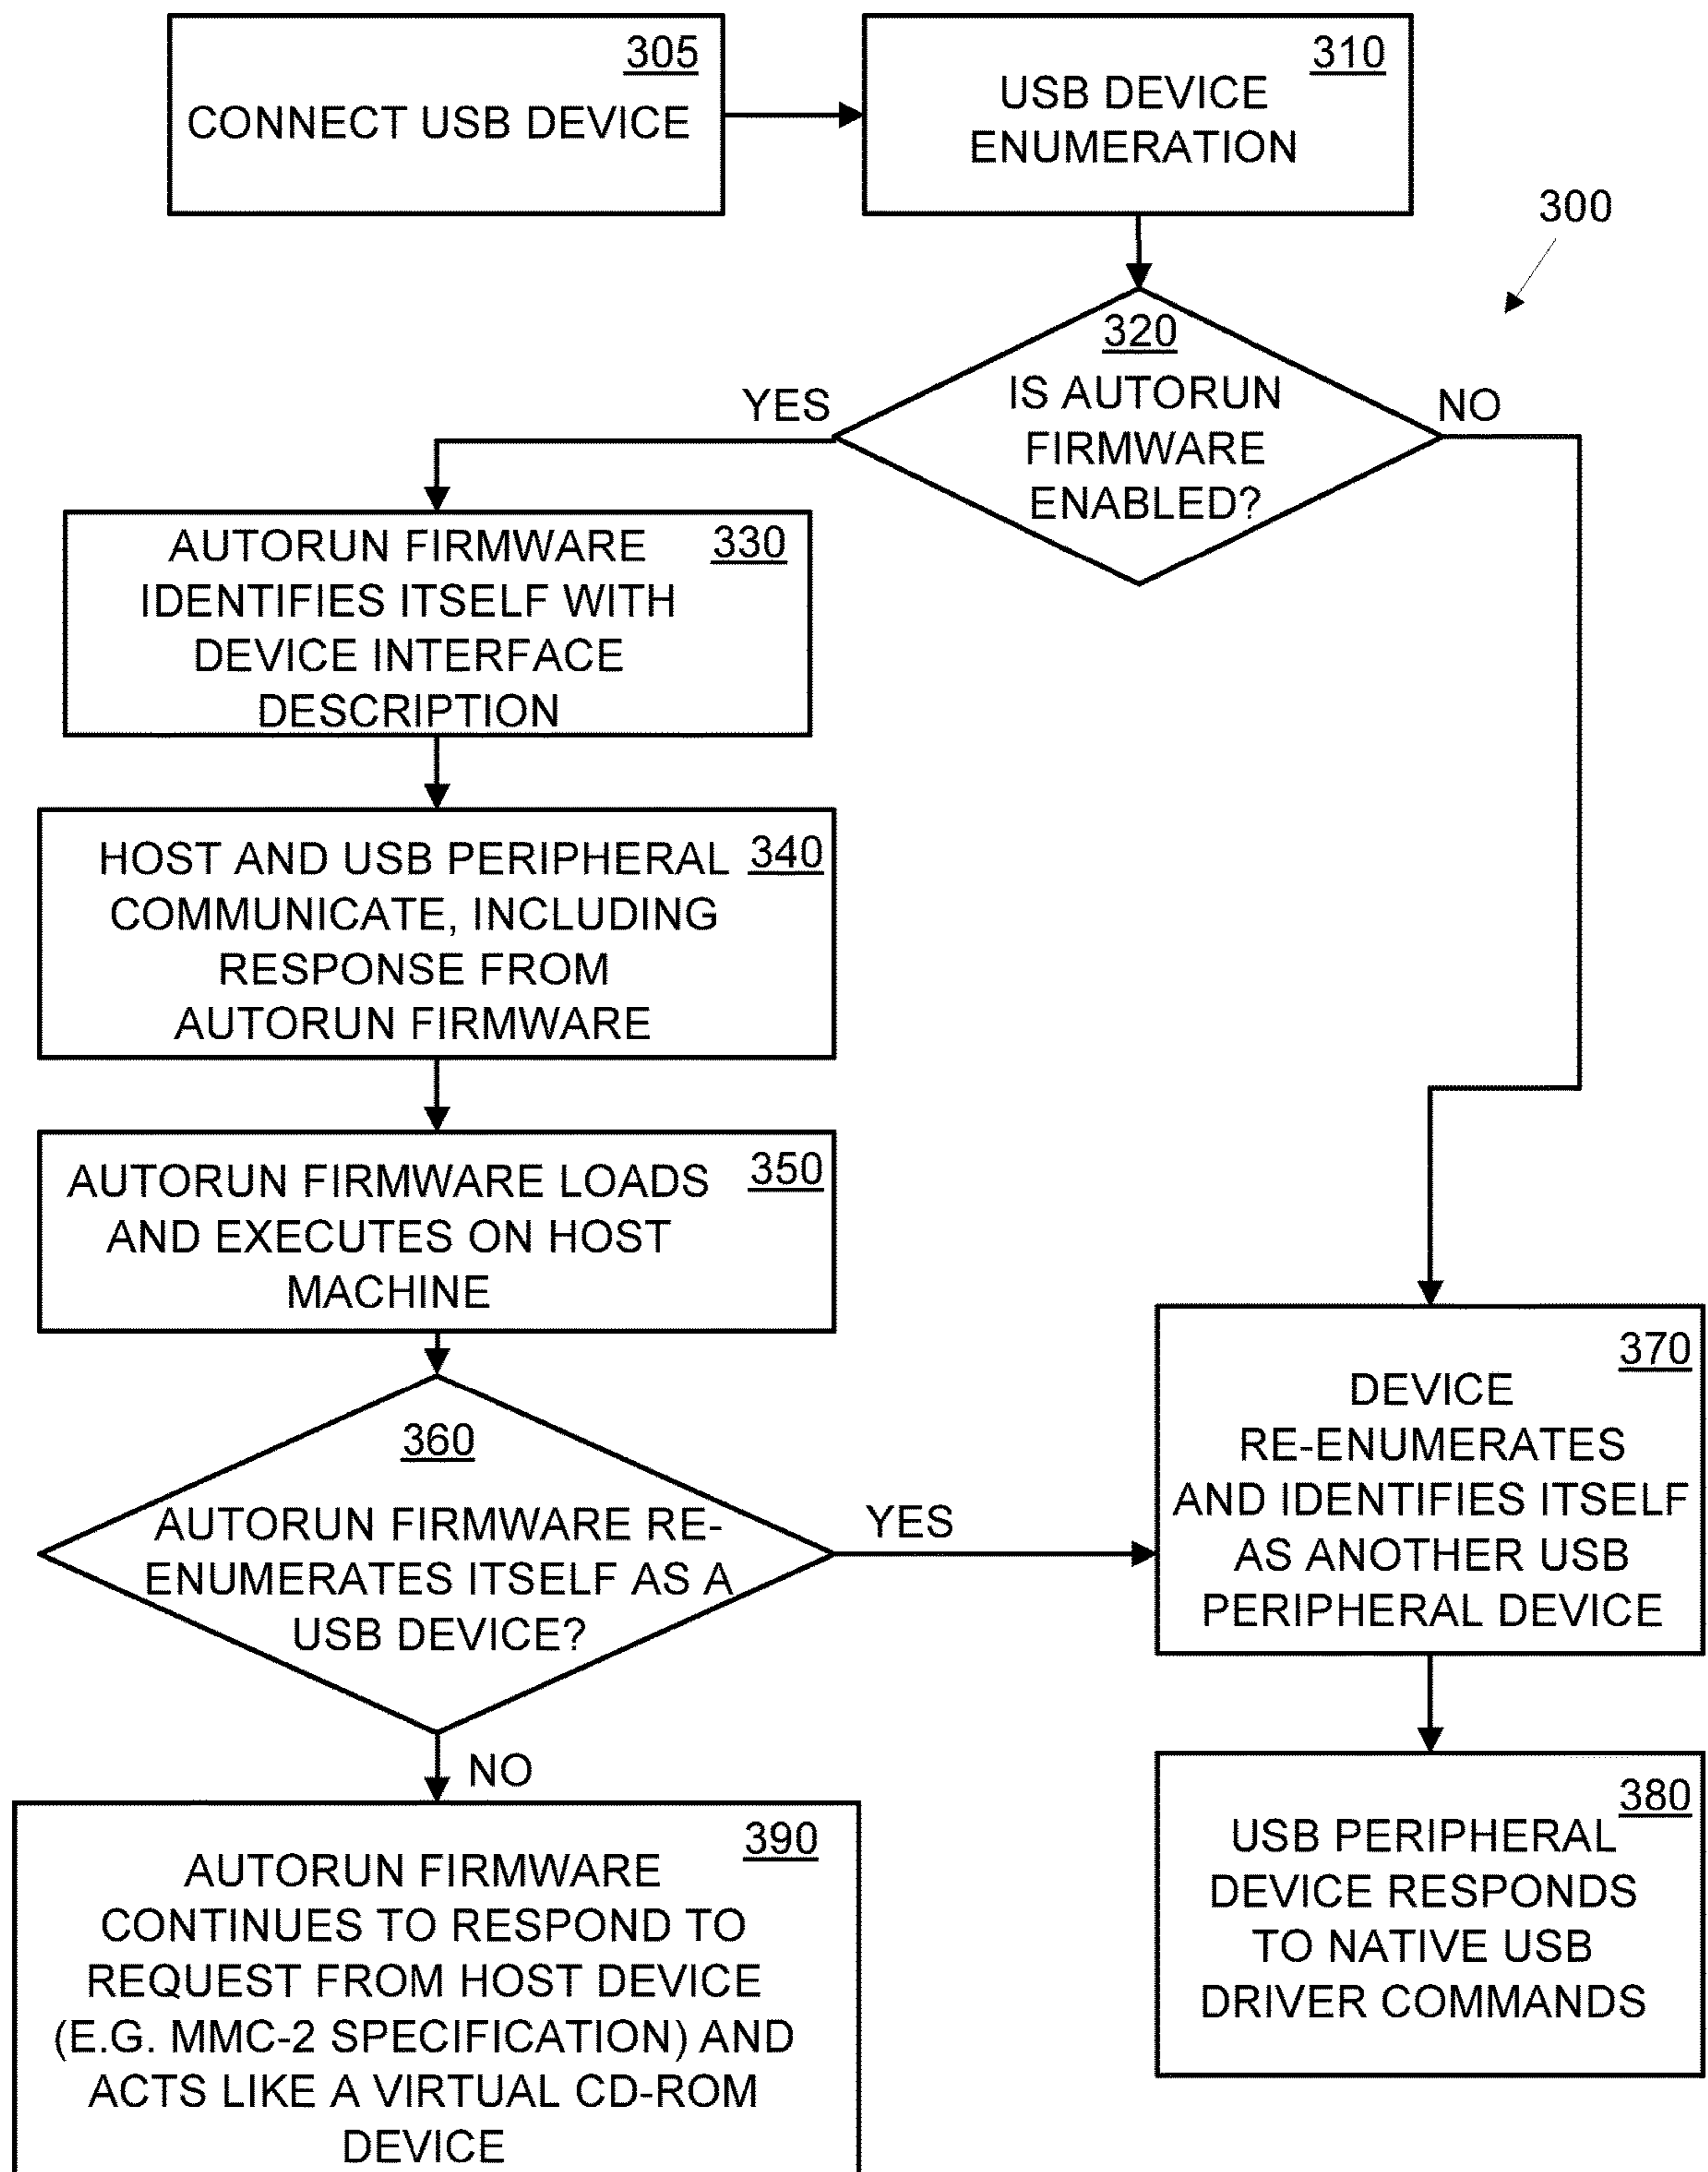 305
CONNECT USB DEVICE
310
USB DEVICE
ENUMERATION
300
320
IS AUTORUN
FIRMWARE
ENABLED?
YES
NO
330
AUTORUN FIRMWARE
IDENTIFIES ITSELF WITH
DEVICE INTERFACE
DESCRIPTION
340
HOST AND USB PERIPHERAL
COMMUNICATE, INCLUDING
RESPONSE FROM
AUTORUN FIRMWARE
350
AUTORUN FIRMWARE LOADS
AND EXECUTES ON HOST
MACHINE
360
AUTORUN FIRMWARE RE-
ENUMERATES ITSELF AS A
USB DEVICE?
YES
NO
370
DEVICE
RE-ENUMERATES
AND IDENTIFIES ITSELF
AS ANOTHER USB
PERIPHERAL DEVICE
380
USB PERIPHERAL
DEVICE RESPONDS
TO NATIVE USB
DRIVER COMMANDS
390
AUTORUN FIRMWARE
CONTINUES TO RESPOND TO
REQUEST FROM HOST DEVICE
(E.G. MMC-2 SPECIFICATION) AND
ACTS LIKE A VIRTUAL CD-ROM
DEVICE